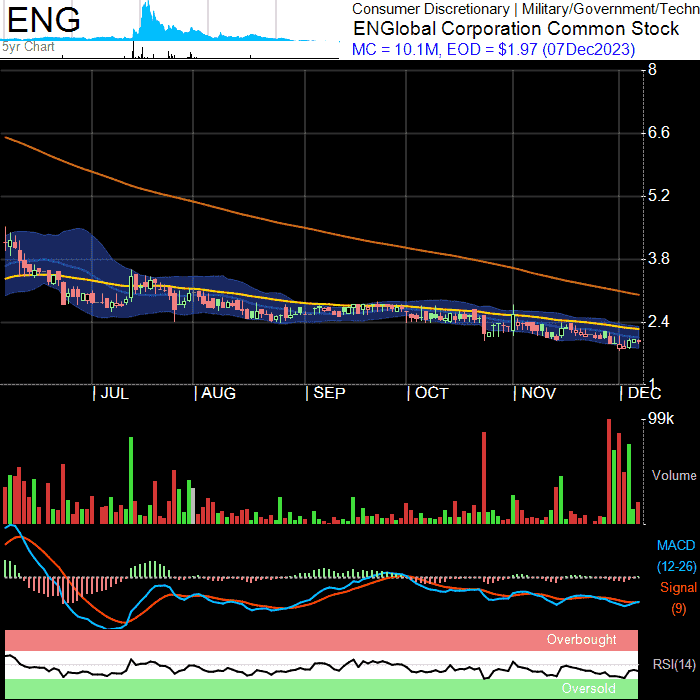 ENG
5yr Chart
Consumer Discretionary | Military/Government/Techn
ENGlobal Corporation Common Stock
MC = 10.1M, EOD = $1.97 (07Dec2023)
8
6.6
5.2
3.8
2.4
1
| JUL | AUG | SEP | OCT | NOV | DEC
99k
Volume
MACD
(12-26)
Signal
(9)
Overbought
RSI(14)
Oversold